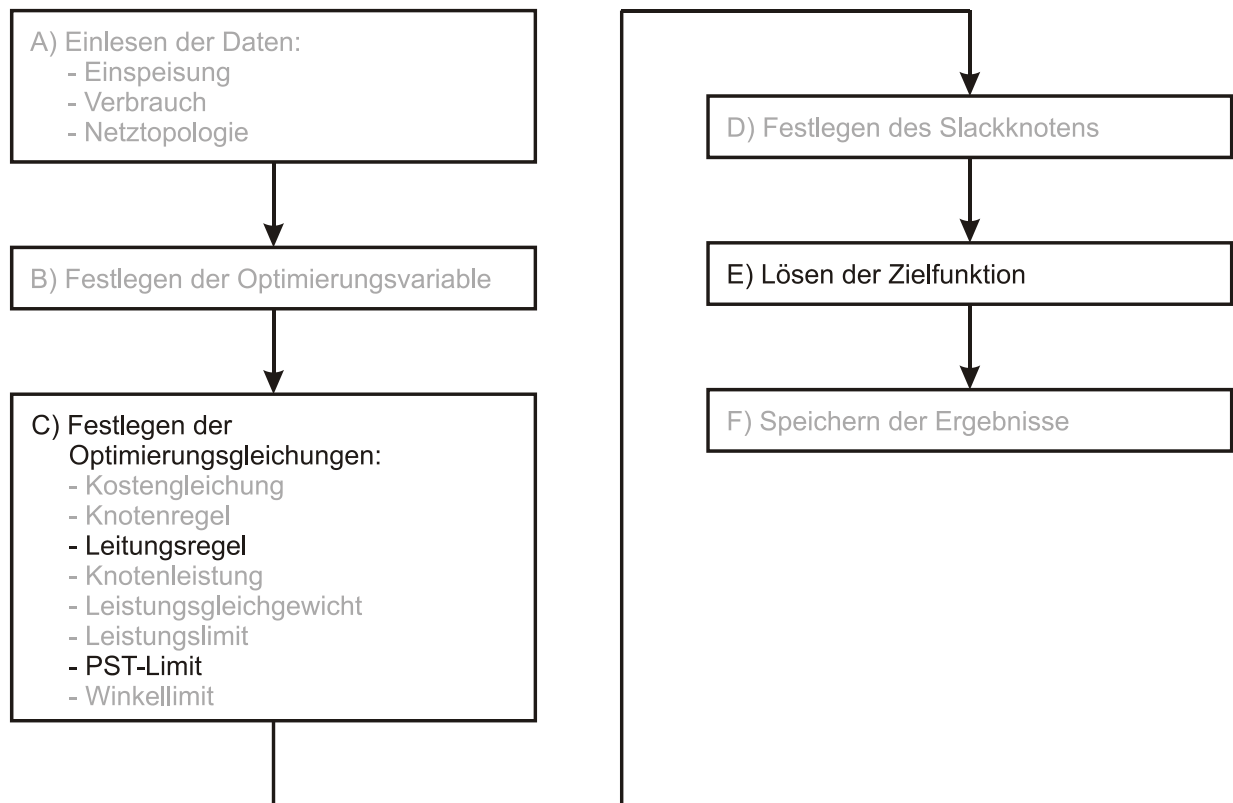 A) Einlesen der Daten:
- Einspeisung
- Verbrauch
- Netztopologie
B) Festlegen der Optimierungsvariable
C) Festlegen der
Optimierungsgleichungen:
- Kostengleichung
- Knotenregel
- Leitungsregel
- Knotenleistung
- Leistungsgleichgewicht
- Leistungslimit
- PST-Limit
- Winkellimit
D) Festlegen des Slackknotens
E) Lösen der Zielfunktion
F) Speichern der Ergebnisse